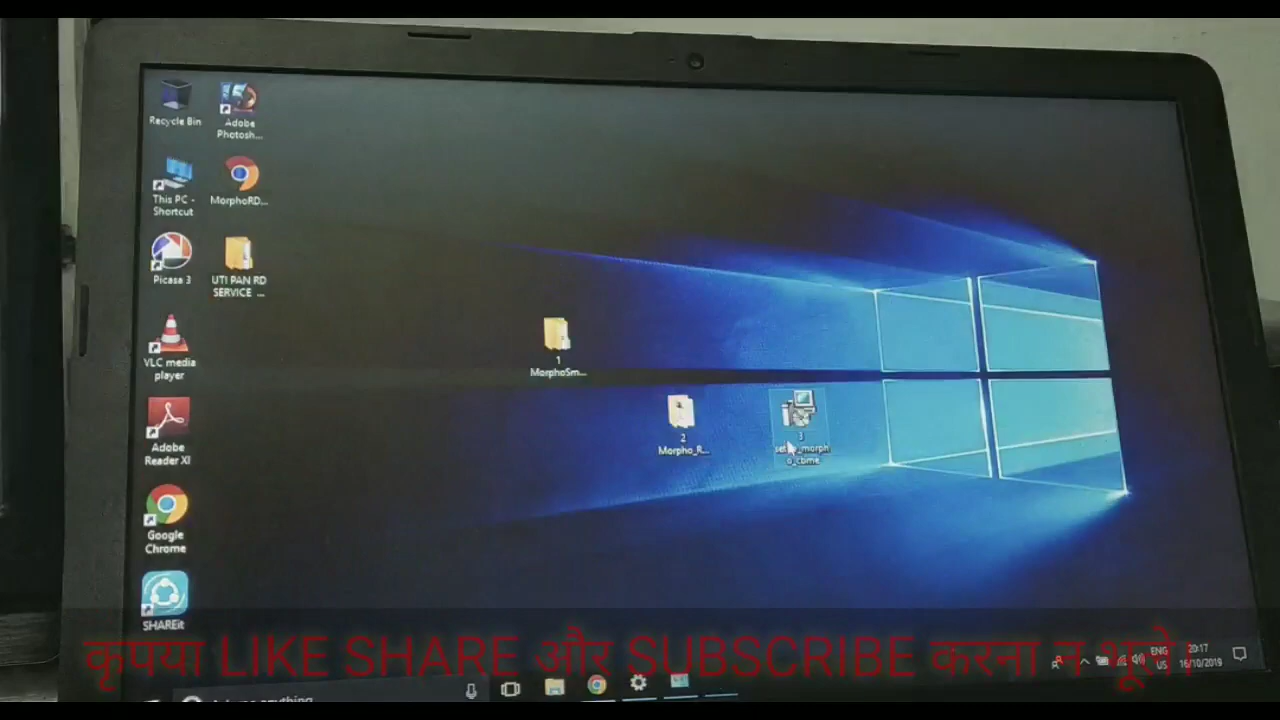 Recycle Bin
Adobe
Photosh...
This PC -
Shortcut
MorphoRD...
Picasa 3
UTI PAN RD
SERVICE ...
1
MorphoSm...
VLC media
player
2
Morpho_R...
3
Adobe
Reader XI
Google
Chrome
SHAREit
कृपया LIKE SHARE और SUBSCRIBE करना न भूले।
ENG
US
20:17
16/10/2019